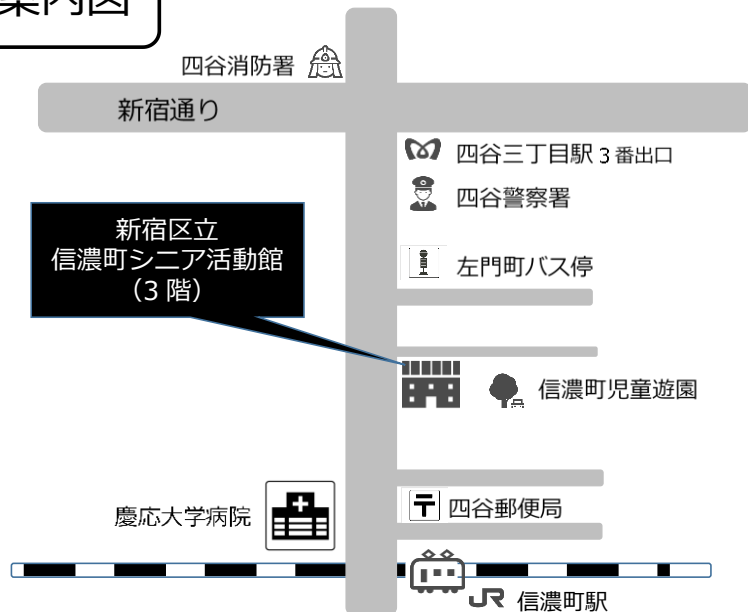 案内図
四谷消防署
新宿通り
四谷三丁目駅 3 番出口
四谷警察署
新宿区立
信濃町シニア活動館
（3 階）
左門町バス停
信濃町児童遊園
慶応大学病院
四谷郵便局
JR 信濃町駅